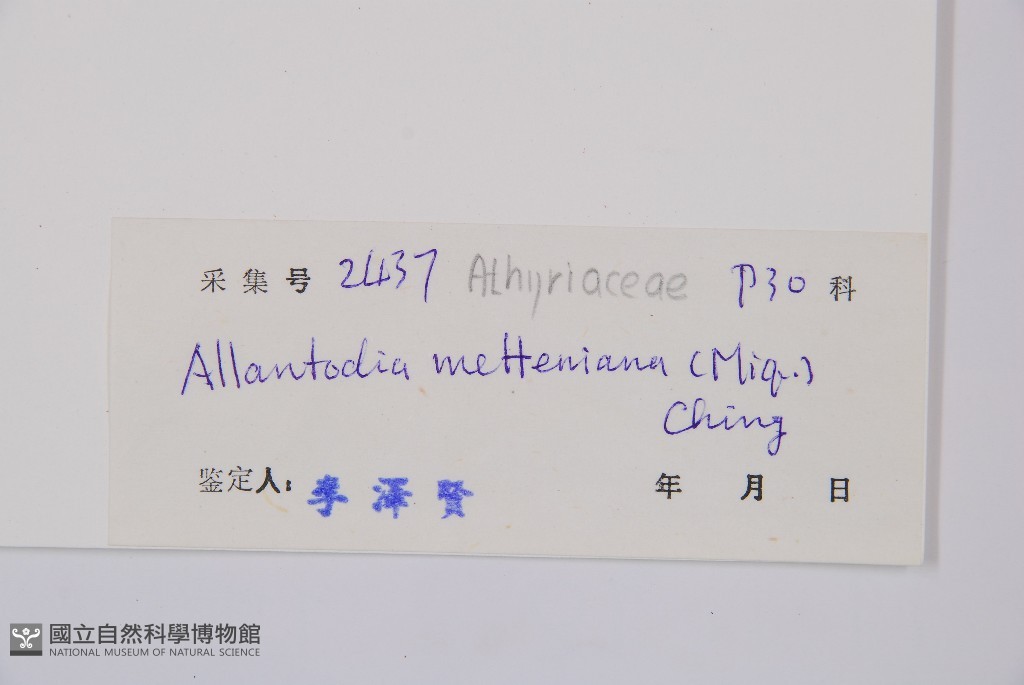 采集号 2437 Athyriaceae P30 科
Allantodia metteniana (Miq.)
Ching
鉴定人: 李澤賢 年 月 日
國立自然科學博物館
NATIONAL MUSEUM OF NATURAL SCIENCE